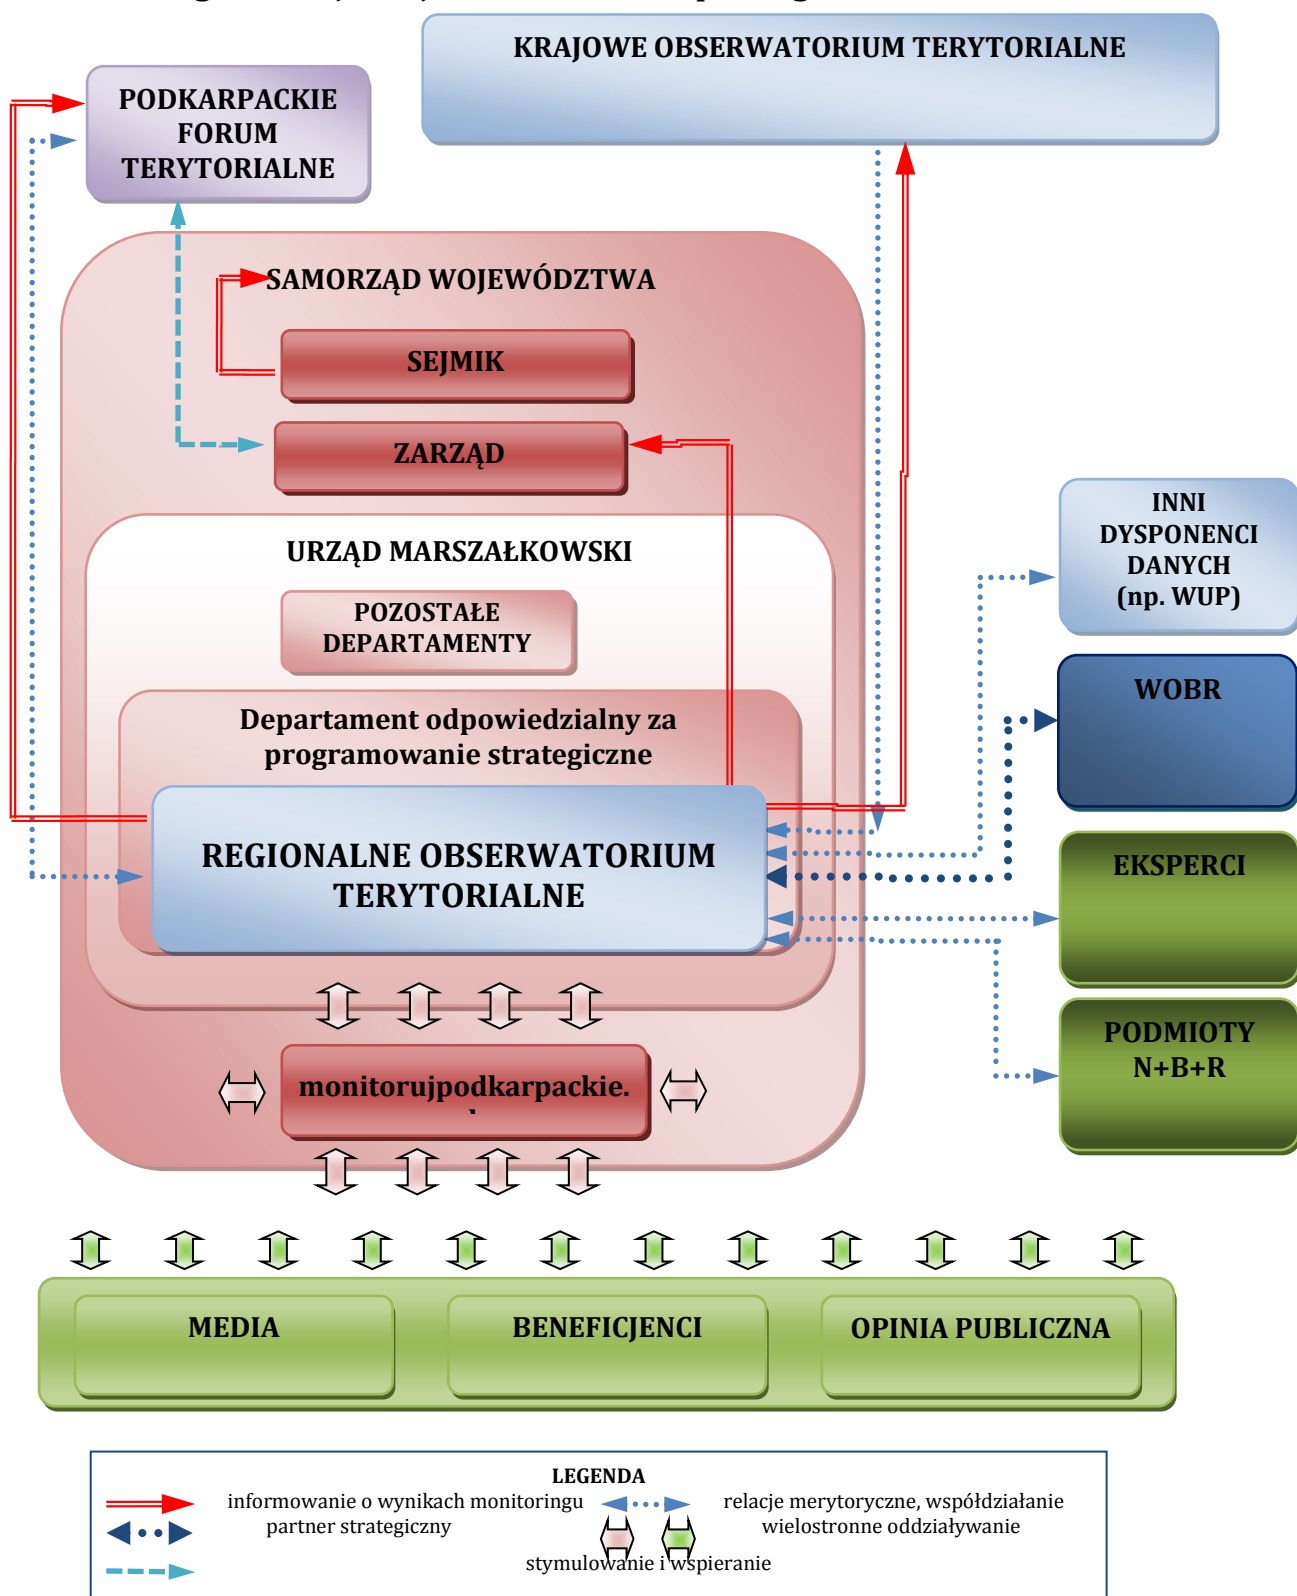 KRAJOWE OBSERWATORIUM TERYTORIALNE
PODKARPACKIE
FORUM
TERYTORIALNE
SAMORZĄD WOJEWÓDZTWA
SEJMIK
ZARZĄD
URZĄD MARSZAŁKOWSKI
POZOSTAŁE
DEPARTAMENTY
Departament odpowiedzialny za
programowanie strategiczne
REGIONALNE OBSERWATORIUM
TERYTORIALNE
INNI
DYSPONENCI
DANYCH
(np. WUP)
WOBR
EKSPERCI
PODMIOTY
N+B+R
monitorujpodkarpackie.
MEDIA
BENEFICJENCI
OPINIA PUBLICZNA
LEGENDA
informowanie o wynikach monitoringu
relacje merytoryczne, współdziałanie
partner strategiczny
wielostronne oddziaływanie
stymulowanie i wspieranie